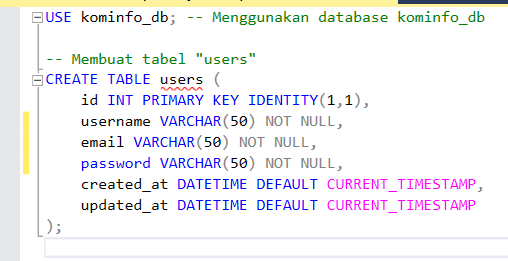 USE kominfo_db; -- Menggunakan database kominfo_db
-- Membuat tabel "users"
CREATE TABLE users (
id INT PRIMARY KEY IDENTITY(1,1),
username VARCHAR(50) NOT NULL,
email VARCHAR(50) NOT NULL,
password VARCHAR(50) NOT NULL,
created_at DATETIME DEFAULT CURRENT_TIMESTAMP,
updated_at DATETIME DEFAULT CURRENT_TIMESTAMP
);